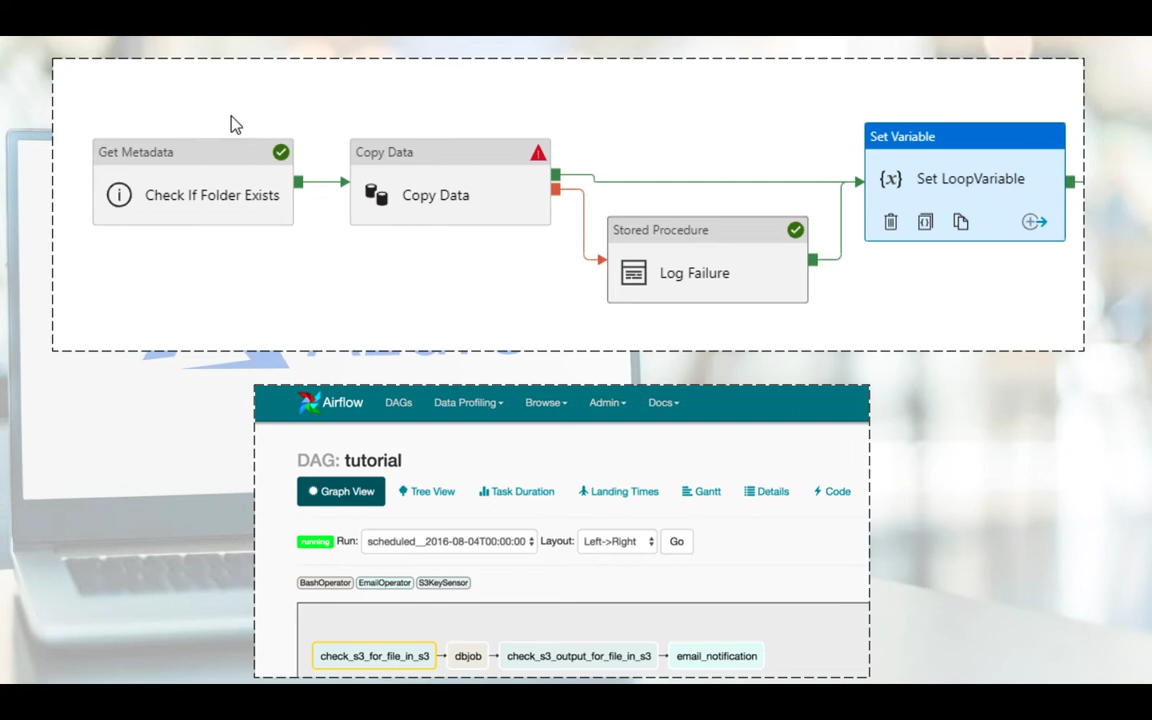 Get Metadata
Check If Folder Exists
Copy Data
Copy Data
Stored Procedure
Log Failure
Set Variable
{x} Set LoopVariable
Airflow DAGs Data Profiling Browse Admin Docs
DAG: tutorial
Graph View Tree View Task Duration Landing Times Gantt Details Code
running Run: scheduled__2016-08-04T00:00:00 Layout: Left->Right Go
BashOperator EmailOperator S3KeySensor
check_s3_for_file_in_s3 dbjob check_s3_output_for_file_in_s3 email_notification